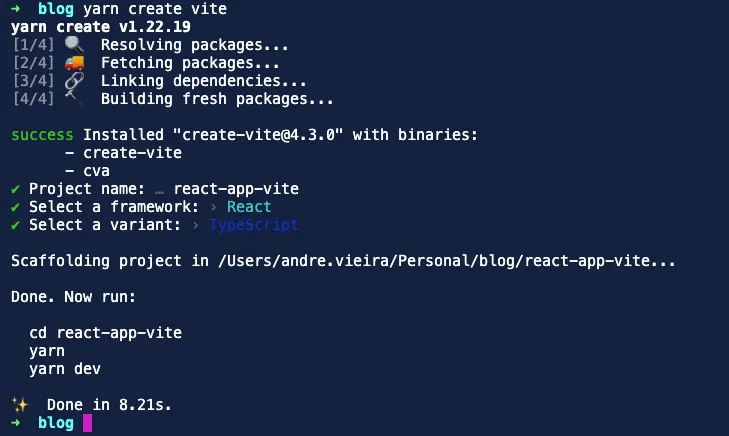 ➜ blog yarn create vite
yarn create v1.22.19
[1/4] 🔍 Resolving packages...
[2/4] 🚚 Fetching packages...
[3/4] 🔗 Linking dependencies...
[4/4] 🔨 Building fresh packages...
success Installed "create-vite@4.3.0" with binaries:
- create-vite
- cva
✔ Project name: … react-app-vite
✔ Select a framework: › React
✔ Select a variant: › TypeScript
Scaffolding project in /Users/andre.vieira/Personal/blog/react-app-vite...
Done. Now run:
cd react-app-vite
yarn
yarn dev
✨ Done in 8.21s.
➜ blog